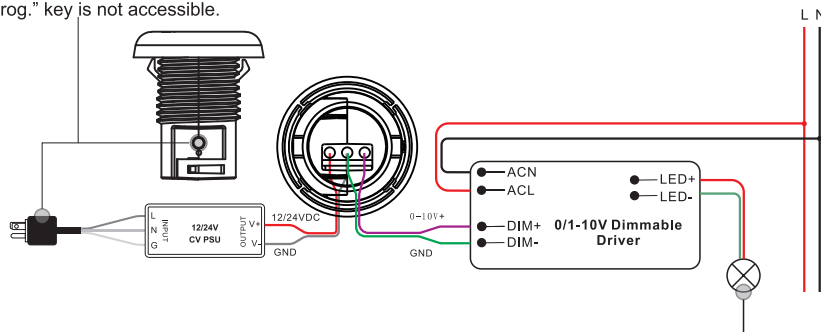 rog.” key is not accessible.
L N
ACN
ACL
LED+
LED-
L
N
G
INPUT
12/24V
CV PSU
OUTPUT
V+
V-
12/24VDC
GND
0-10V+
GND
DIM+
DIM-
0/1-10V Dimmable
Driver